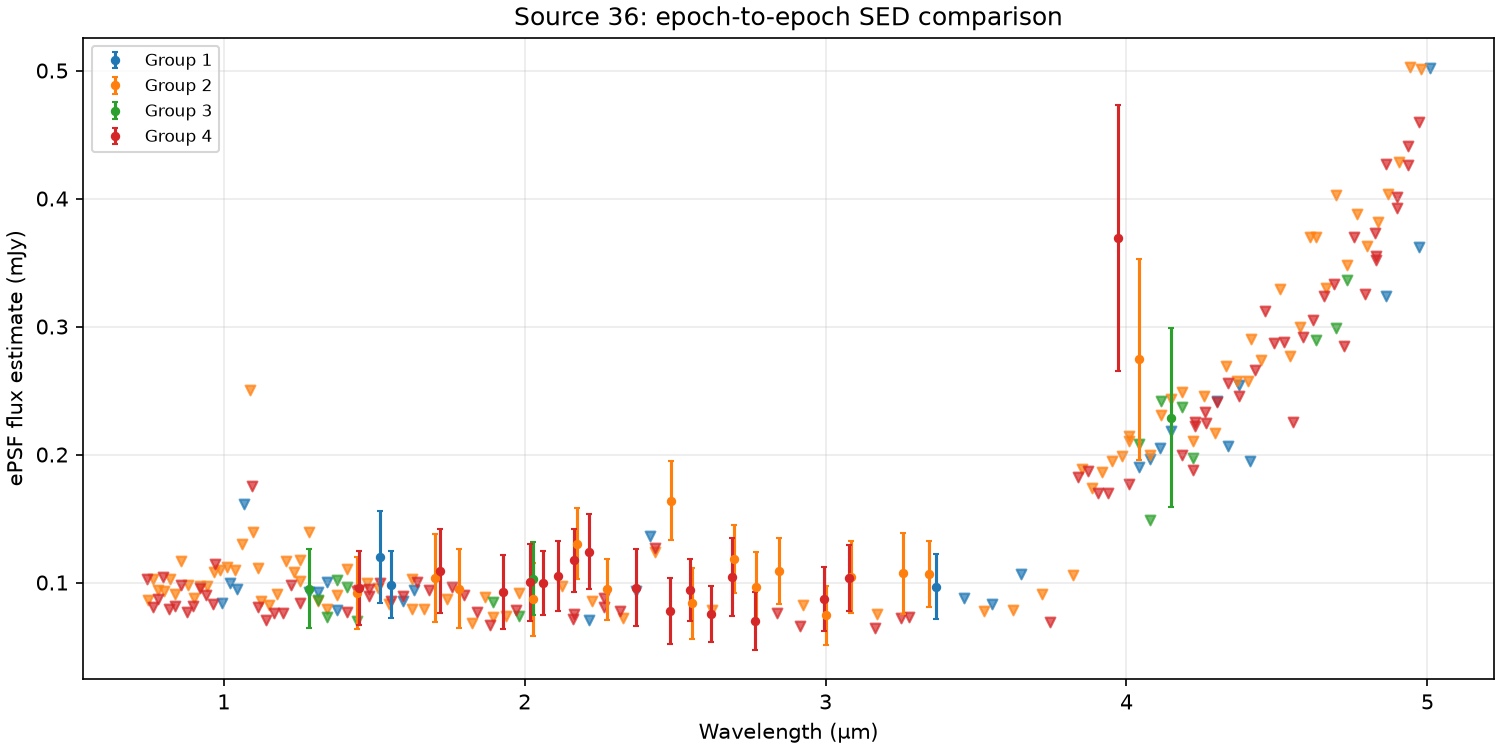 Source 36: epoch-to-epoch SED comparison
Group 1
Group 2
Group 3
Group 4
ePSF flux estimate (mJy)
0.5
0.4
0.3
0.2
0.1
1 2 3 4 5
Wavelength (µm)